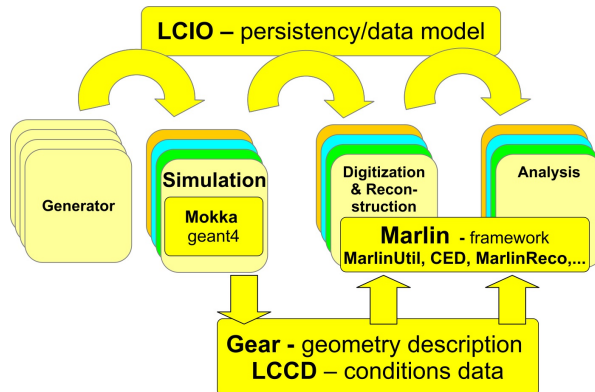 LCIO – persistency/data model
Generator
Simulation
Mokka
geant4
Digitization
& Recon-
struction
Analysis
Marlin - framework
MarlinUtil, CED, MarlinReco,...
Gear - geometry description
LCCD – conditions data